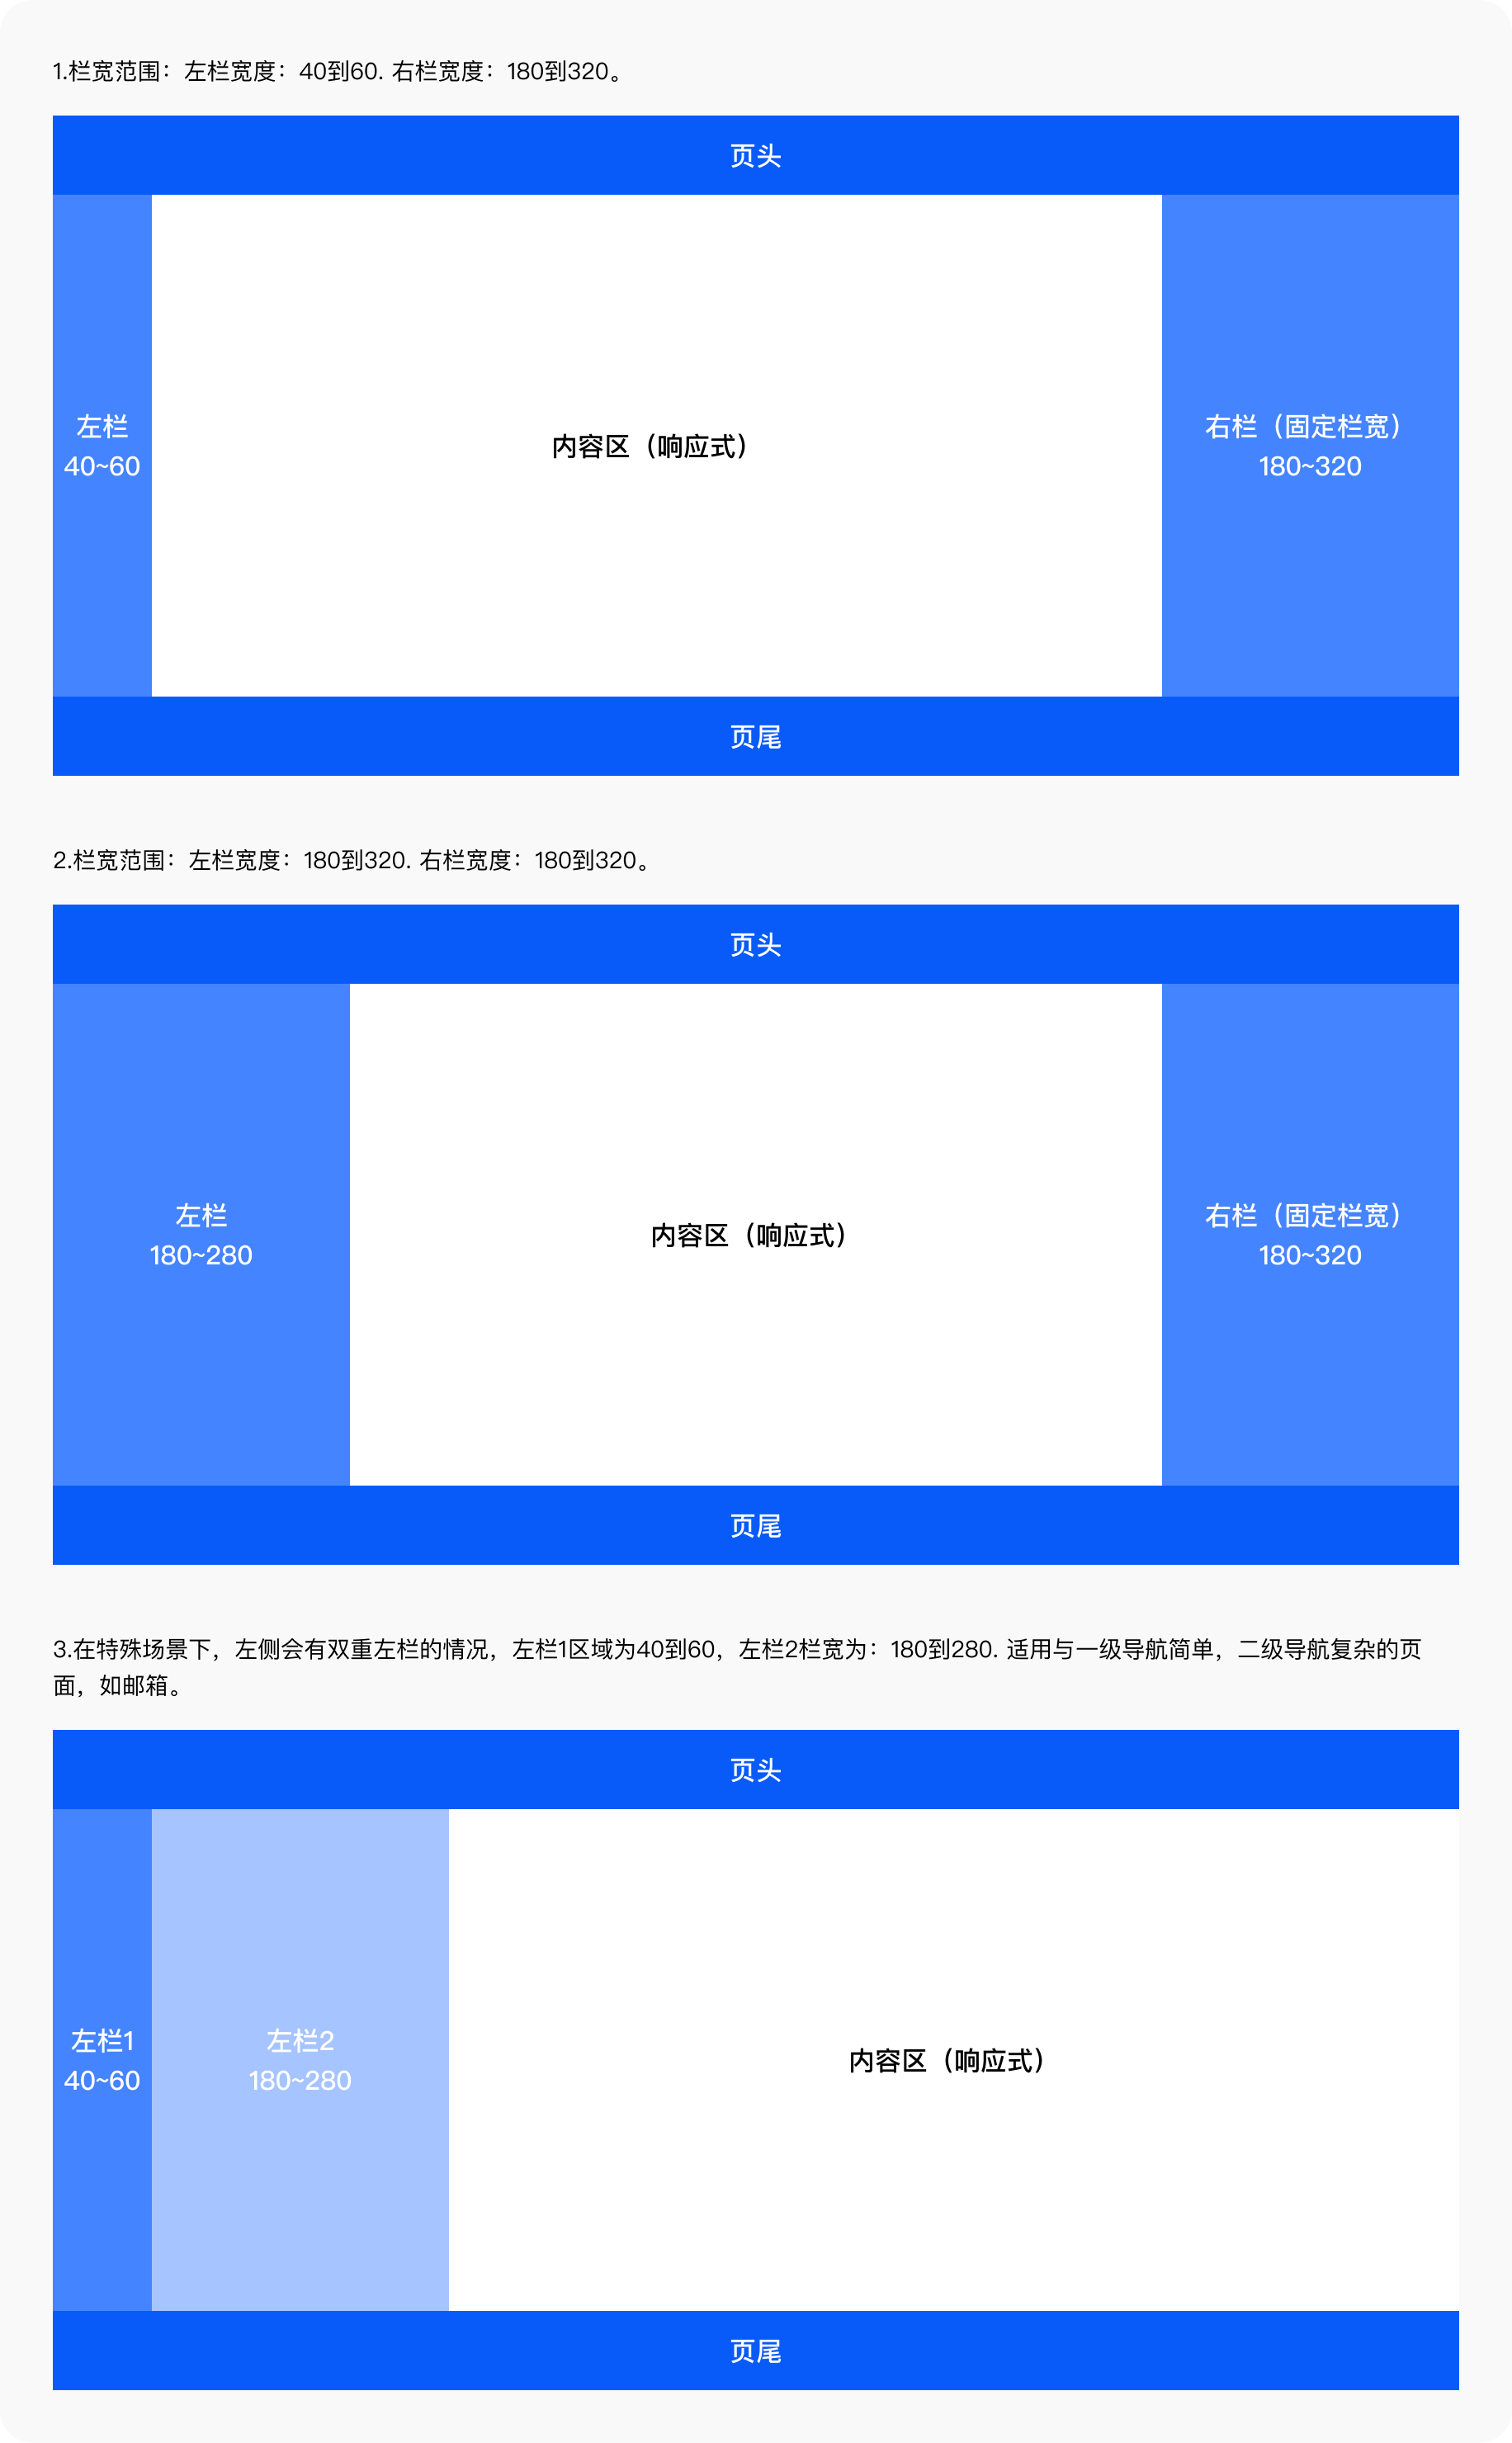 1.栏宽范围：左栏宽度：40到60. 右栏宽度：180到320。
页头
左栏
40~60
内容区（响应式）
右栏（固定栏宽）
180~320
页尾
2.栏宽范围：左栏宽度：180到320. 右栏宽度：180到320。
页头
左栏
180~280
内容区（响应式）
右栏（固定栏宽）
180~320
页尾
3.在特殊场景下，左侧会有双重左栏的情况，左栏1区域为40到60，左栏2栏宽为：180到280. 适用与一级导航简单，二级导航复杂的页
面，如邮箱。
页头
左栏1
40~60
左栏2
180~280
内容区（响应式）
页尾